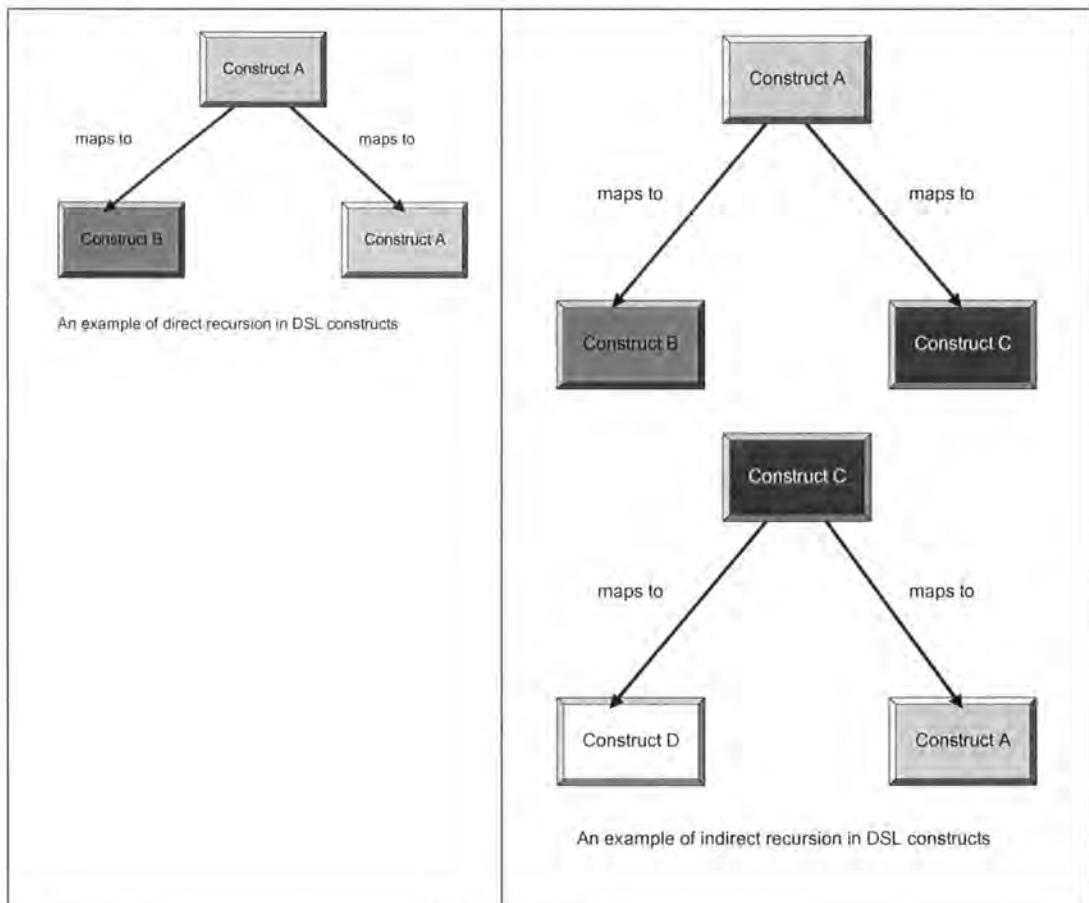 Construct A
maps to
maps to
Construct B
Construct A
An example of direct recursion in DSL constructs
Construct A
maps to
maps to
Construct B
Construct C
Construct C
maps to
maps to
Construct D
Construct A
An example of indirect recursion in DSL constructs